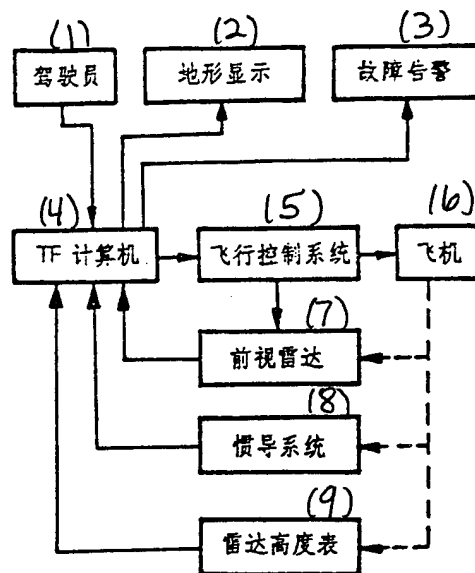 (1)
驾驶员
(2)
地形显示
(3)
故障告警
(4)
TF 计算机
(5)
飞行控制系统
(6)
飞机
(7)
前视雷达
(8)
惯导系统
(9)
雷达高度表